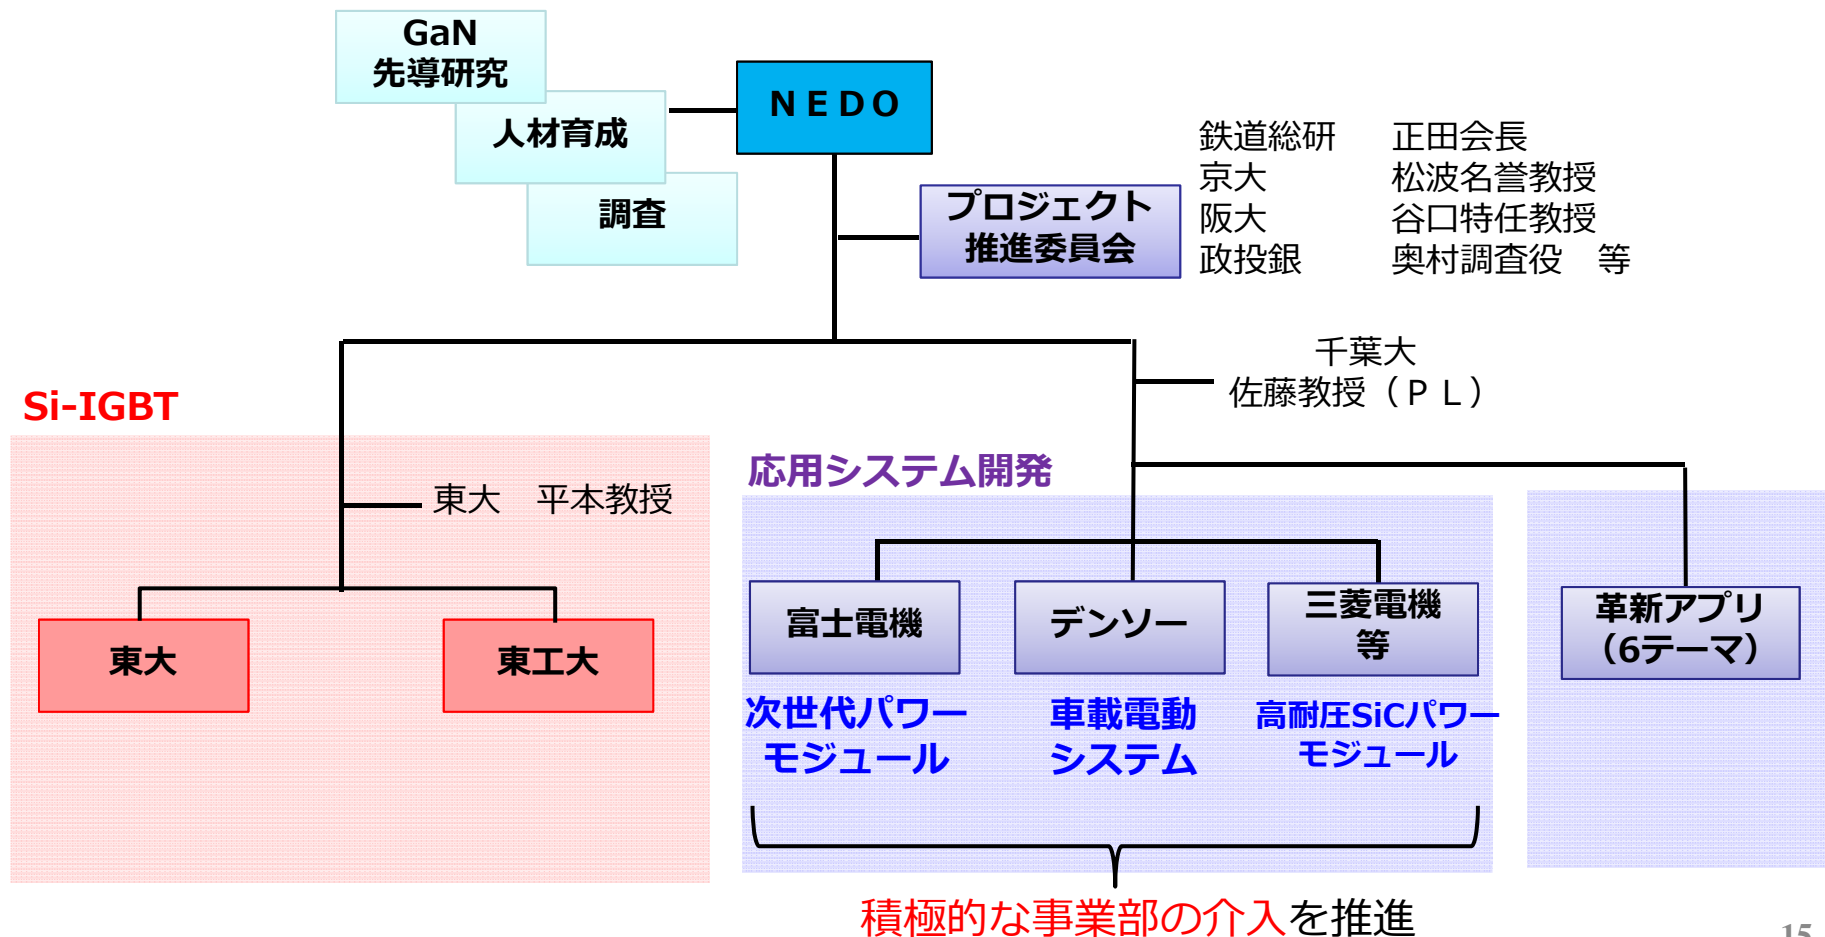 GaN
先導研究
人材育成
調査
ＮＥＤＯ
プロジェクト
推進委員会
鉄道総研　正田会長
京大　松波名誉教授
阪大　谷口特任教授
政投銀　奥村調査役　等
千葉大
佐藤教授（ＰＬ）
Si-IGBT
東大　平本教授
東大
東工大
応用システム開発
富士電機
次世代パワー
モジュール
デンソー
車載電動
システム
三菱電機
等
高耐圧SiCパワー
モジュール
革新アプリ
（6テーマ）
積極的な事業部の介入を推進
15